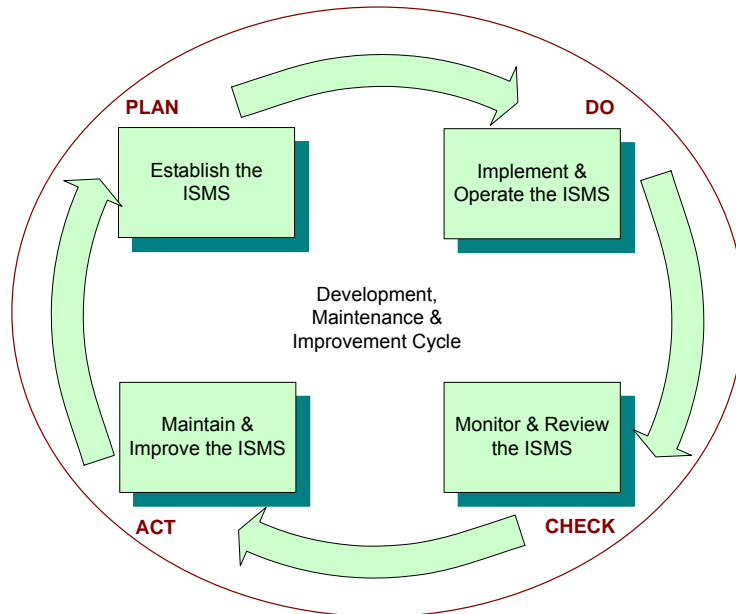 PLAN
DO
Establish the
ISMS
Implement &
Operate the ISMS
Development,
Maintenance &
Improvement Cycle
Maintain &
Improve the ISMS
Monitor & Review
the ISMS
ACT
CHECK